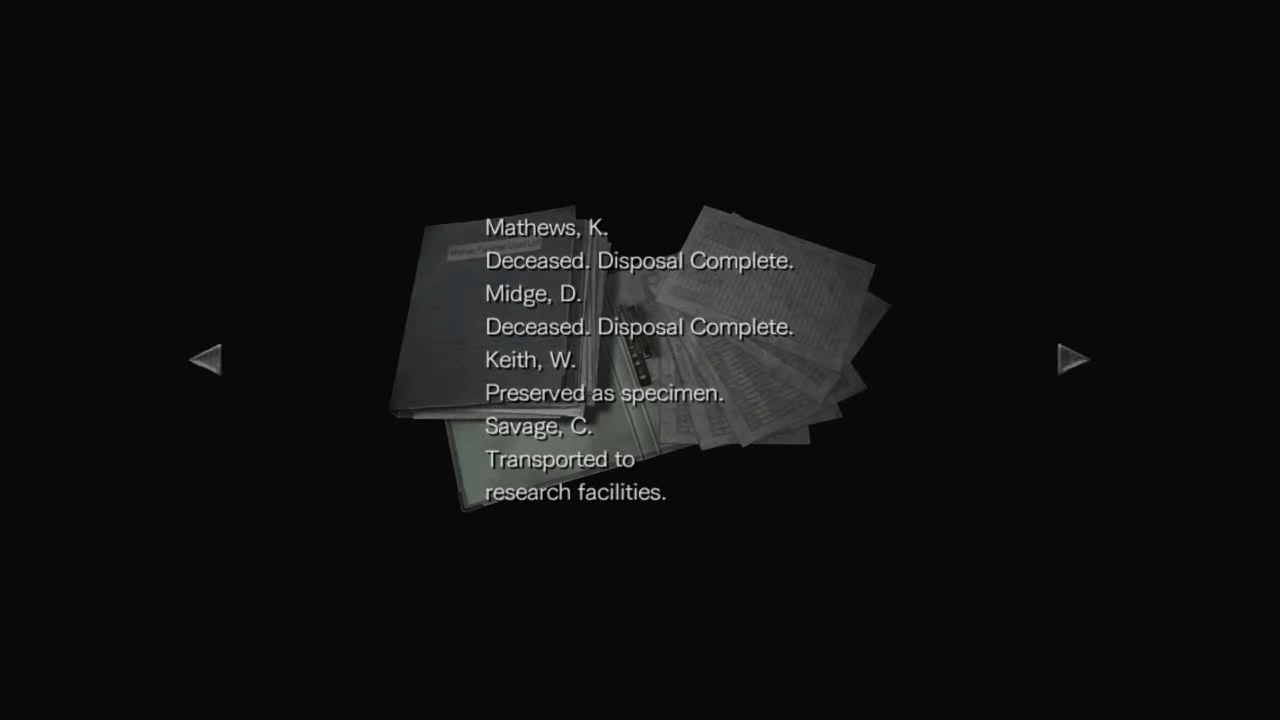 Mathews, K.
Deceased. Disposal Complete.
Midge, D.
Deceased. Disposal Complete.
Keith, W.
Preserved as specimen.
Savage, C.
Transported to
research facilities.